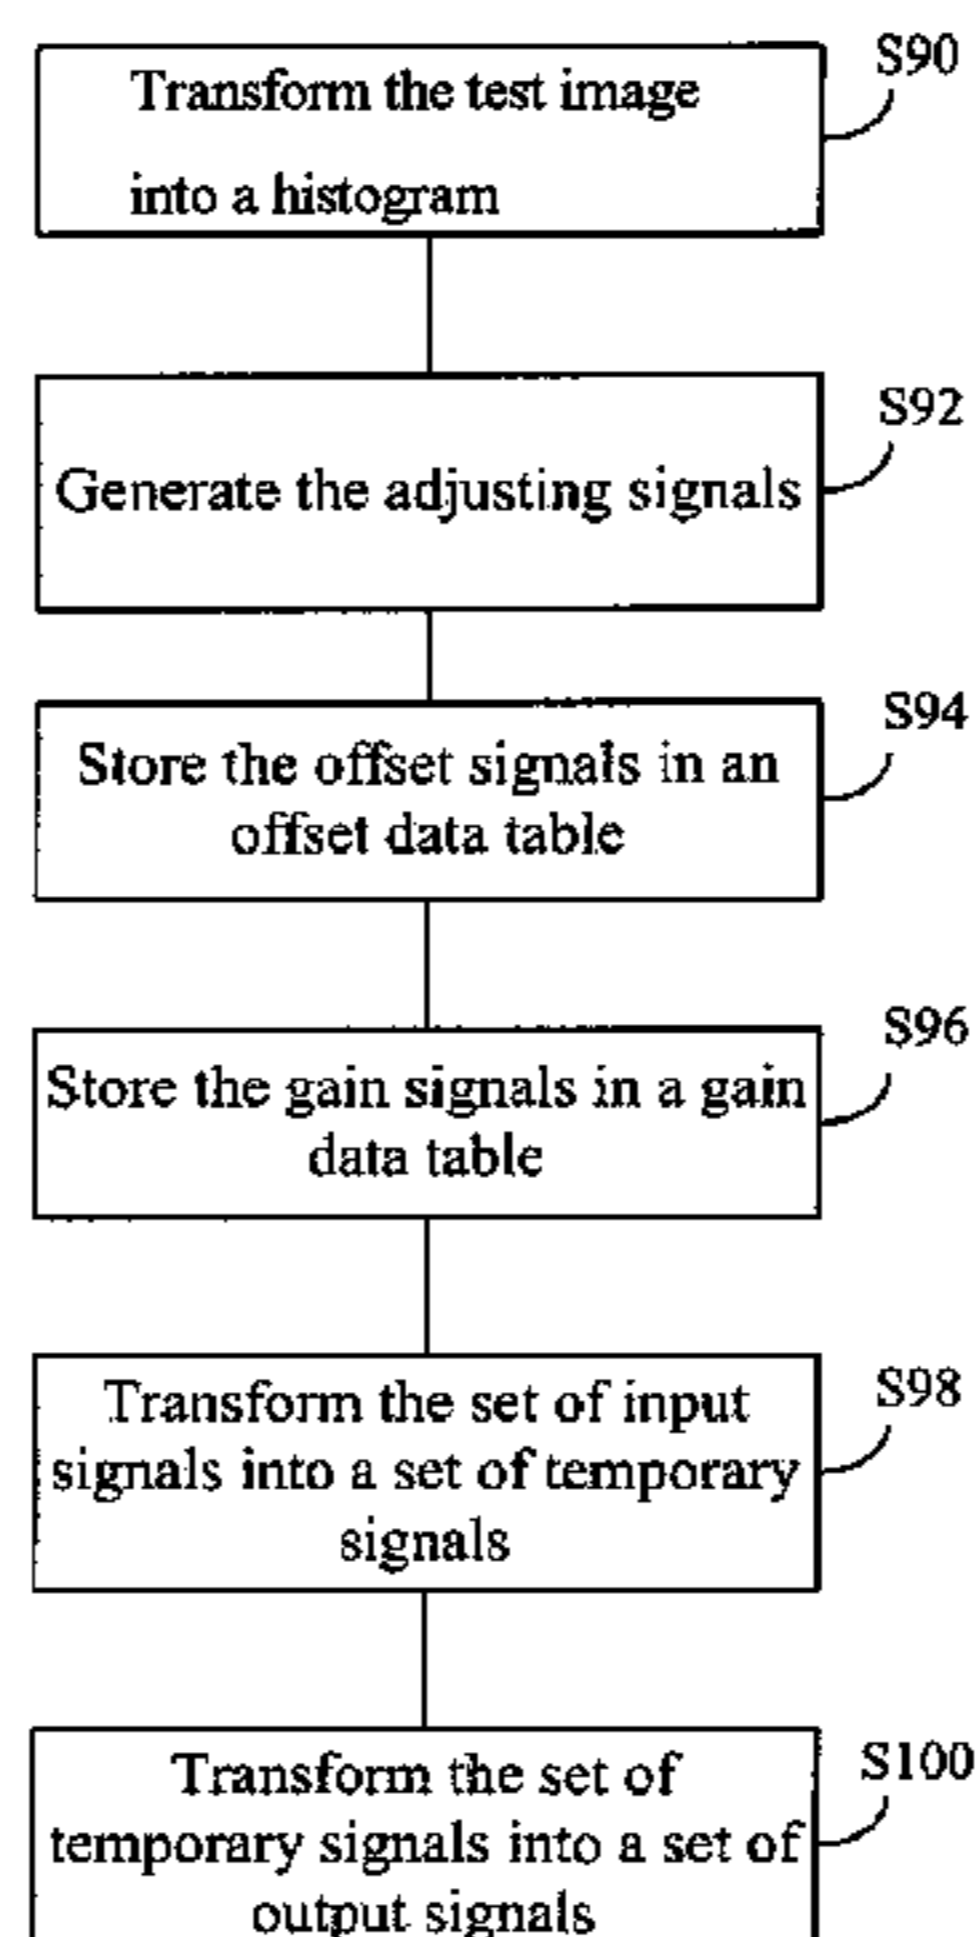 S90
Transform the test image
into a histogram
S92
Generate the adjusting signals
S94
Store the offset signals in an
offset data table
S96
Store the gain signals in a gain
data table
S98
Transform the set of input
signals into a set of temporary
signals
S100
Transform the set of
temporary signals into a set of
output signals